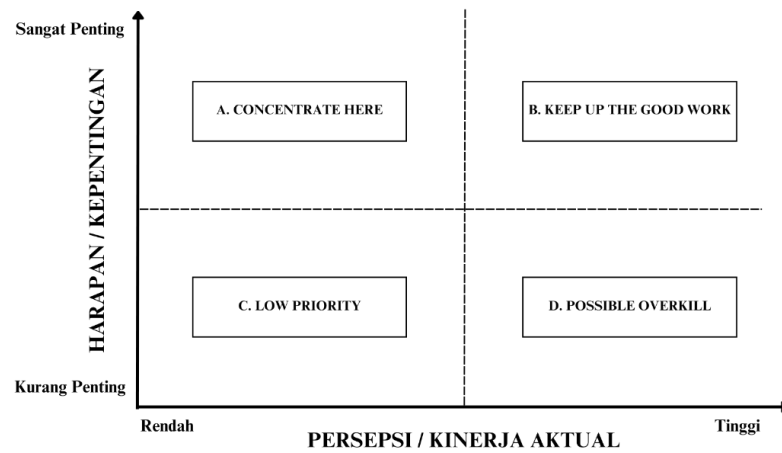 Sangat Penting
HARAPAN / KEPENTINGAN
A. CONCENTRATE HERE
B. KEEP UP THE GOOD WORK
C. LOW PRIORITY
D. POSSIBLE OVERKILL
Kurang Penting
Rendah
Tinggi
PERSEPSI / KINERJA AKTUAL